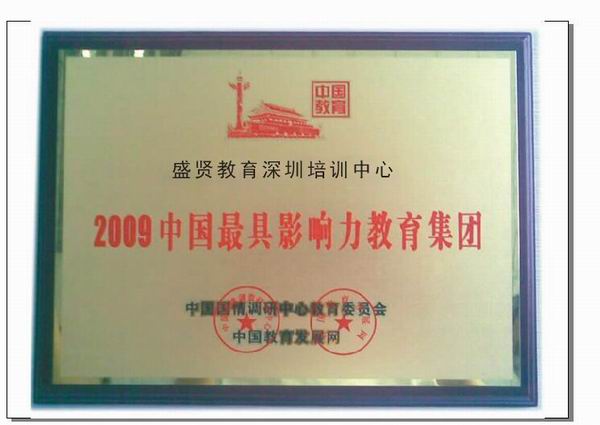 中国
教育
盛贤教育深圳培训中心
2009中国最具影响力教育集团
中国国情调研中心教育委员会
中国教育发展网